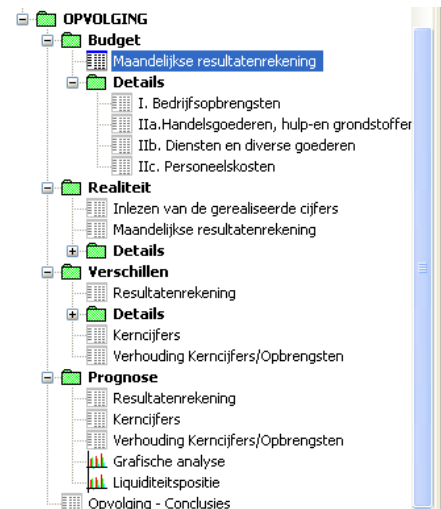 OPVOLGING
Budget
Maandelijkse resultatenrekening
Details
I. Bedrijfsopbrengsten
IIa.Handelsgoederen, hulp-en grondstoffen
IIb. Diensten en diverse goederen
IIc. Personeelskosten
Realiteit
Inlezen van de gerealiseerde cijfers
Maandelijkse resultatenrekening
Details
Verschillen
Resultatenrekening
Details
Kerncijfers
Verhouding Kerncijfers/Opbrengsten
Prognose
Resultatenrekening
Kerncijfers
Verhouding Kerncijfers/Opbrengsten
Grafische analyse
Liquiditeitspositie
Opvolging - Conclusies